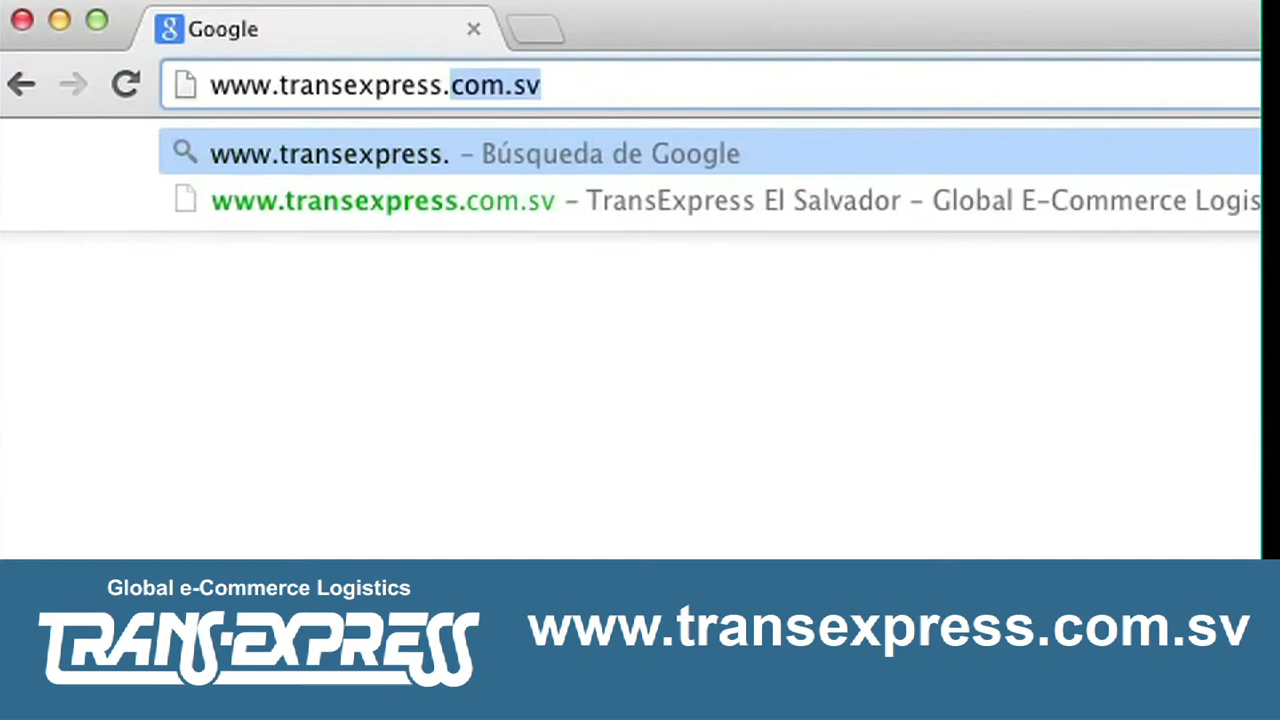 Google
www.transexpress.com.sv
www.transexpress. – Búsqueda de Google
www.transexpress.com.sv – TransExpress El Salvador – Global E-Commerce Logis
Global e-Commerce Logistics
TRANS-EXPRESS
www.transexpress.com.sv